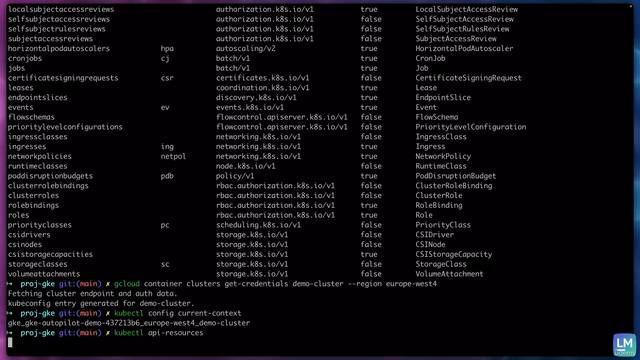 localsubjectaccessreviews authorization.k8s.io/v1 true LocalSubjectAccessReview
selfsubjectaccessreviews authorization.k8s.io/v1 false SelfSubjectAccessReview
selfsubjectrulesreviews authorization.k8s.io/v1 false SelfSubjectRulesReview
subjectaccessreviews authorization.k8s.io/v1 false SubjectAccessReview
horizontalpodautoscalers hpa autoscaling/v2 true HorizontalPodAutoscaler
cronjobs cj batch/v1 true CronJob
jobs batch/v1 true Job
certificatesigningrequests csr certificates.k8s.io/v1 false CertificateSigningRequest
leases coordination.k8s.io/v1 true Lease
endpointslices discovery.k8s.io/v1 true EndpointSlice
events ev events.k8s.io/v1 true Event
flowschemas flowcontrol.apiserver.k8s.io/v1 false FlowSchema
prioritylevelconfigurations flowcontrol.apiserver.k8s.io/v1 false PriorityLevelConfiguration
ingressclasses networking.k8s.io/v1 false IngressClass
ingresses ing networking.k8s.io/v1 true Ingress
networkpolicies netpol networking.k8s.io/v1 true NetworkPolicy
runtimeclasses node.k8s.io/v1 false RuntimeClass
poddisruptionbudgets pdb policy/v1 true PodDisruptionBudget
clusterrolebindings rbac.authorization.k8s.io/v1 false ClusterRoleBinding
clusterroles rbac.authorization.k8s.io/v1 false ClusterRole
rolebindings rbac.authorization.k8s.io/v1 true RoleBinding
roles rbac.authorization.k8s.io/v1 true Role
priorityclasses pc scheduling.k8s.io/v1 false PriorityClass
csidrivers storage.k8s.io/v1 false CSIDriver
csinodes storage.k8s.io/v1 false CSINode
csistoragecapacities storage.k8s.io/v1 true CSIStorageCapacity
storageclasses sc storage.k8s.io/v1 false StorageClass
volumeattachments storage.k8s.io/v1 false VolumeAttachment
→ proj-gke git:(main) ✗ gcloud container clusters get-credentials demo-cluster --region europe-west4
Fetching cluster endpoint and auth data.
kubeconfig entry generated for demo-cluster.
→ proj-gke git:(main) ✗ kubectl config current-context
gke_gke-autopilot-demo-437213b6_europe-west4_demo-cluster
→ proj-gke git:(main) ✗ kubectl api-resources
LM